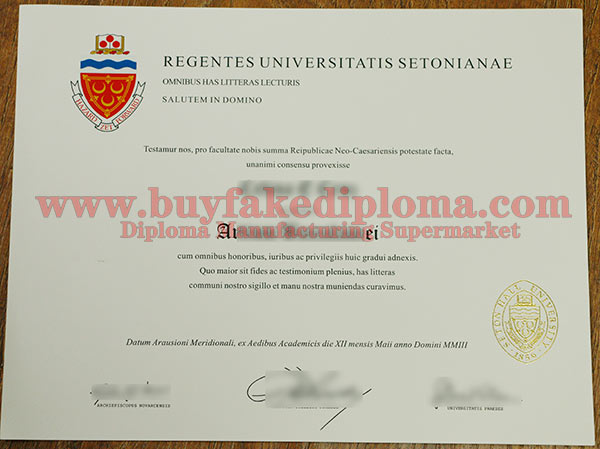 REGENTES UNIVERSITATIS SETONIANAE
OMNIBUS HAS LITTERAS LECTURIS
SALUTEM IN DOMINO
HAZARD ZET FORWARD
Testamur nos, pro facultate nobis summa Reipublicae Neo-Caesariensis potestate facta,
unanimi consensu provexisse
www.buyfakediploma.com
Diploma Manufacturing Supermarket
cum omnibus honoribus, iuribus ac privilegiis huic gradui adnexis.
Quo maior sit fides ac testimonium plenius, has litteras
communi nostro sigillo et manu nostra muniendas curavimus.
SETON HALL UNIVERSITY
1856
Datum Arausioni Meridionali, ex Aedibus Academicis die XII mensis Maii anno Domini MMIII
ARCHIEPISCOPUS NOVARCENSIS
UNIVERSITATIS PRAESES